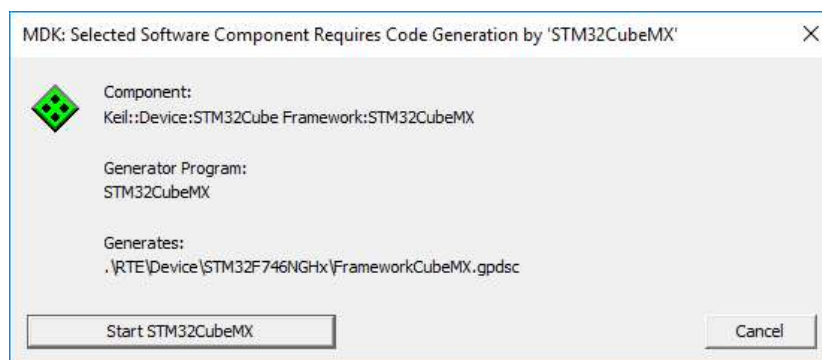 MDK: Selected Software Component Requires Code Generation by 'STM32CubeMX'
Component:
Keil::Device:STM32Cube Framework:STM32CubeMX
Generator Program:
STM32CubeMX
Generates:
.\RTE\Device\STM32F746NGHx\FrameworkCubeMX.gpdsc
Start STM32CubeMX
Cancel